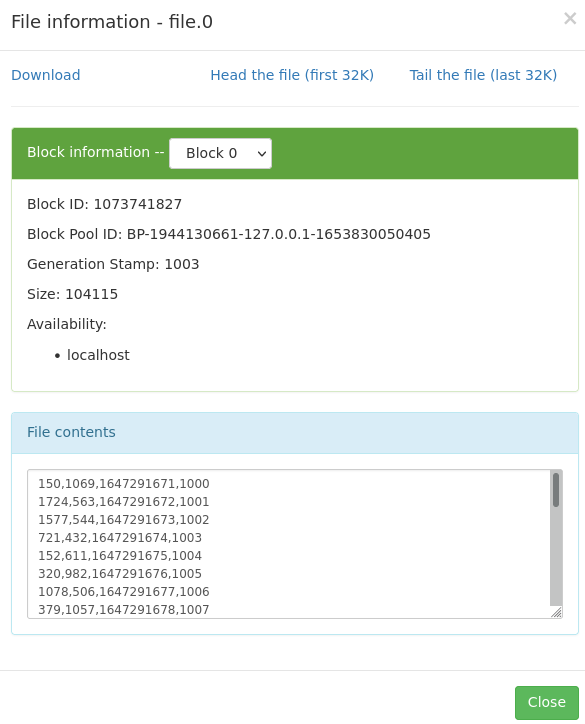 File information - file.0
×
Download Head the file (first 32K) Tail the file (last 32K)
Block information -- Block 0
Block ID: 1073741827
Block Pool ID: BP-1944130661-127.0.0.1-1653830050405
Generation Stamp: 1003
Size: 104115
Availability:
• localhost
File contents
150,1069,1647291671,1000
1724,563,1647291672,1001
1577,544,1647291673,1002
721,432,1647291674,1003
152,611,1647291675,1004
320,982,1647291676,1005
1078,506,1647291677,1006
379,1057,1647291678,1007
Close